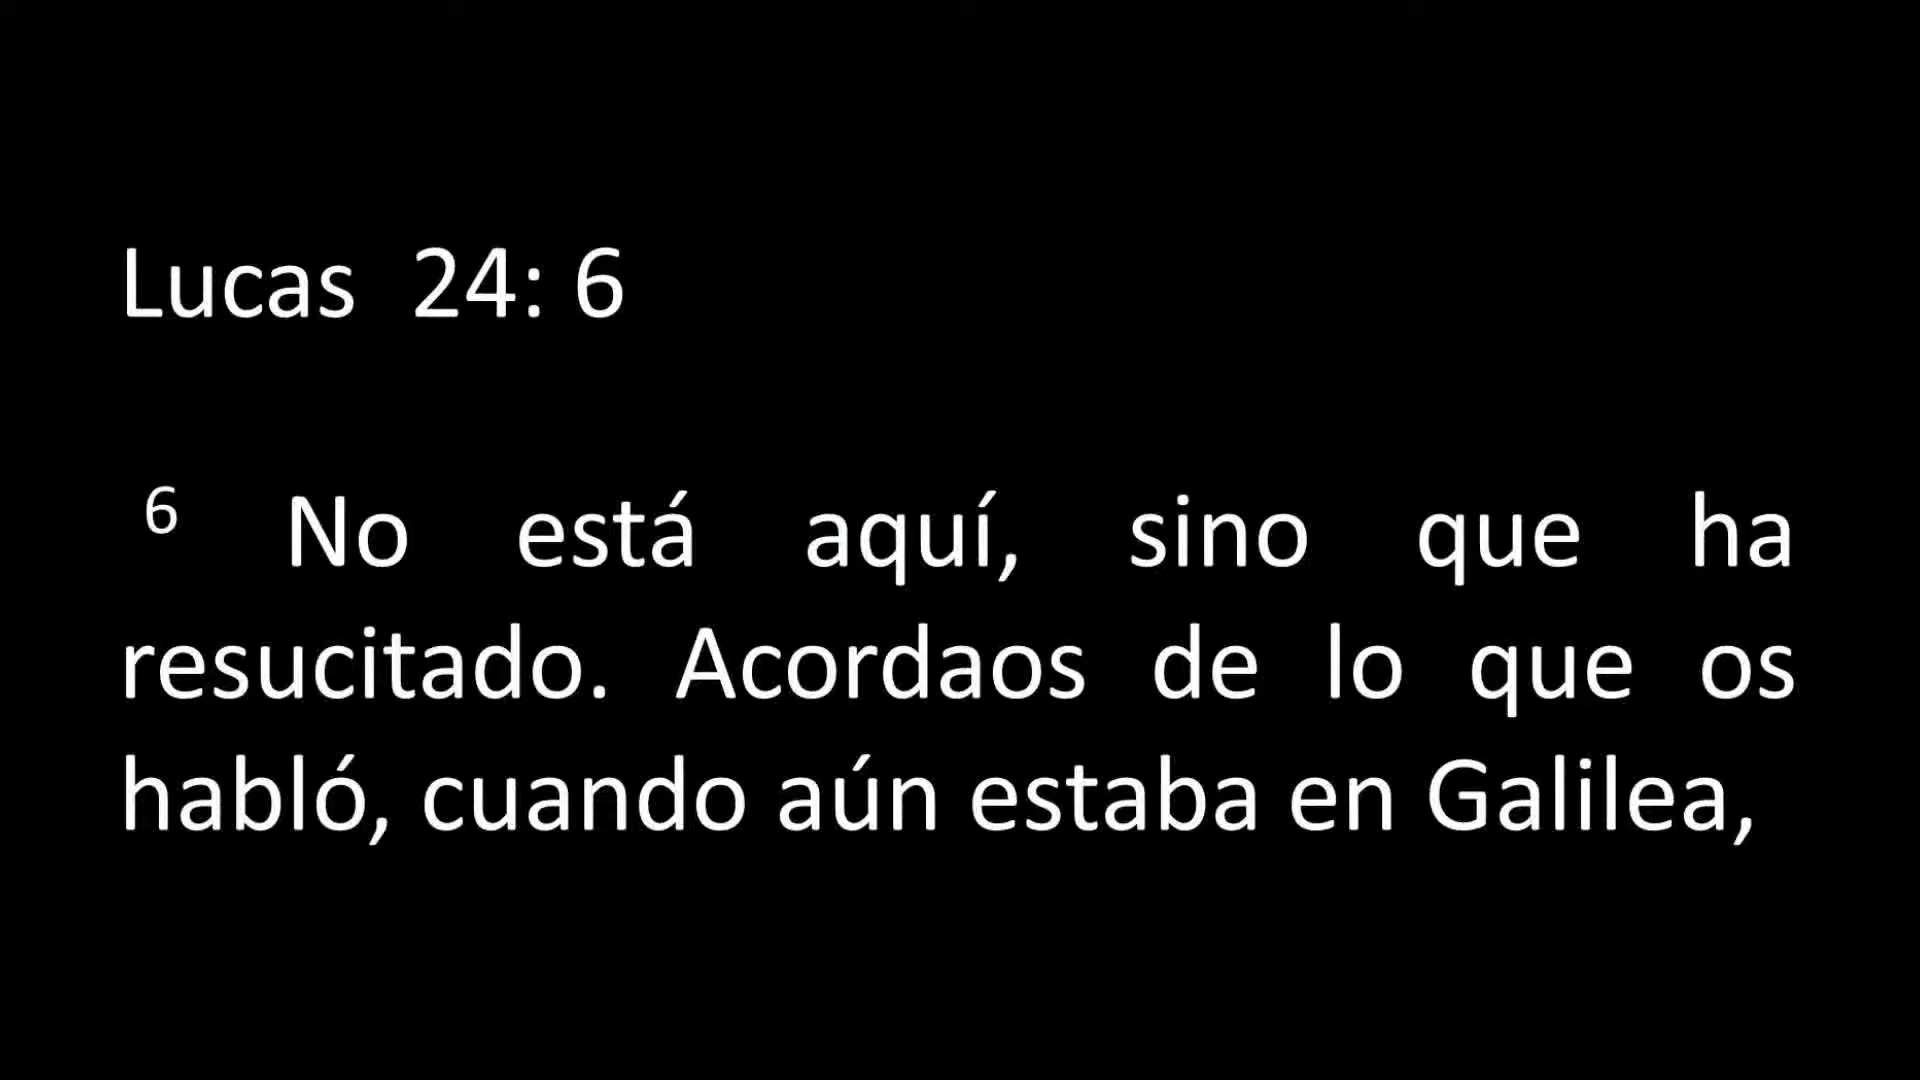 Lucas 24: 6
6 No está aquí, sino que ha
resucitado. Acordaos de lo que os
habló, cuando aún estaba en Galilea,